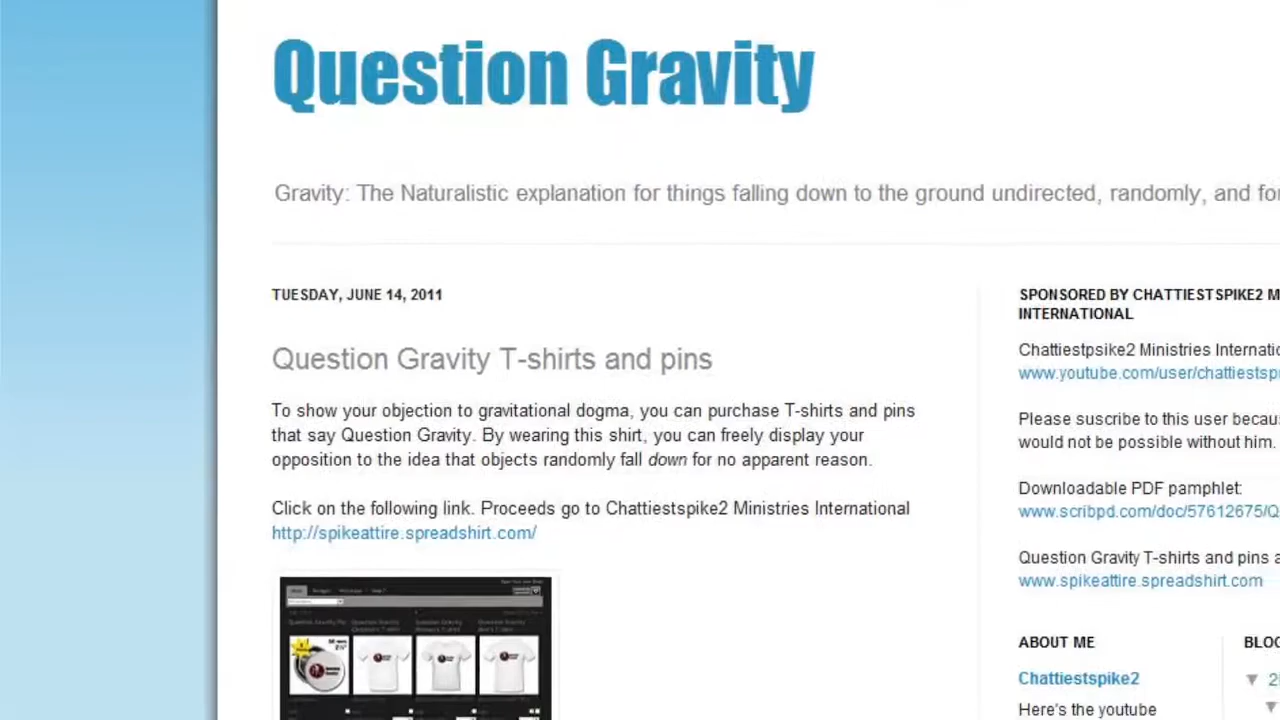 Question Gravity
Gravity: The Naturalistic explanation for things falling down to the ground undirected, randomly, and
TUESDAY, JUNE 14, 2011
Question Gravity T-shirts and pins
To show your objection to gravitational dogma, you can purchase T-shirts and pins
that say Question Gravity. By wearing this shirt, you can freely display your
opposition to the idea that objects randomly fall down for no apparent reason.
Click on the following link. Proceeds go to Chattiestspike2 Ministries International
http://spikeattire.spreadshirt.com/
SPONSORED BY CHATTIESTSPIKE2
INTERNATIONAL
Chattiestpsike2 Ministries
www.youtube.com/user/chattiestsp
Please suscribe to this user
would not be possible without him.
Downloadable PDF pamphlet:
www.scribpd.com/doc/57612675/
Question Gravity T-shirts and pins
www.spikeattire.spreadshirt.com
ABOUT ME
Chattiestspike2
Here's the youtube